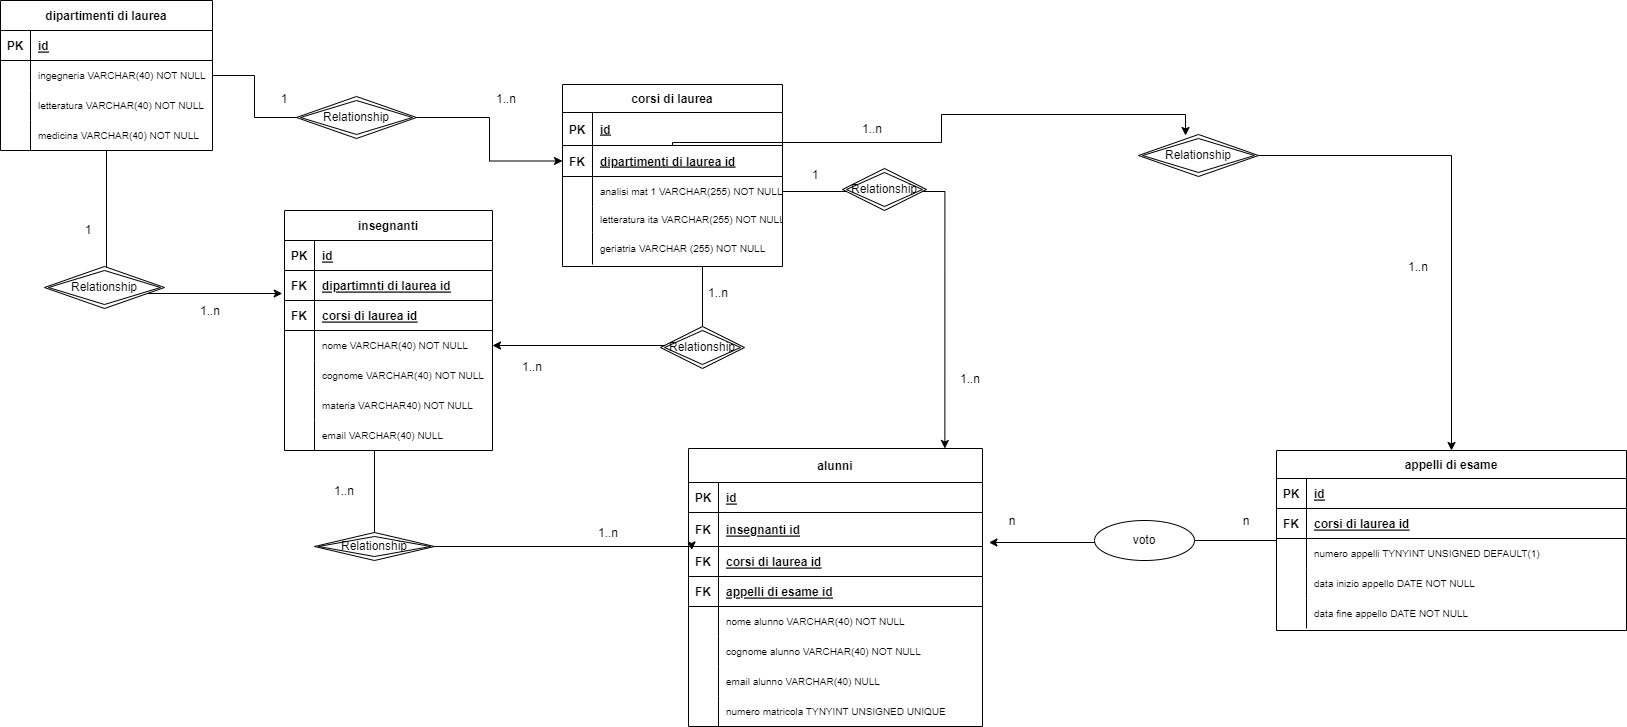 dipartimenti di laurea
PK id
ingegneria VARCHAR(40) NOT NULL
letteratura VARCHAR(40) NOT NULL
medicina VARCHAR(40) NOT NULL
1
Relationship
1..n
corsi di laurea
PK id
FK dipartimenti di laurea id
analisi mat 1 VARCHAR(255) NOT NULL
letteratura ita VARCHAR(255) NOT NULL
geriatria VARCHAR (255) NOT NULL
1..n
Relationship
1..n
1
Relationship
1..n
1
Relationship
1..n
insegnanti
PK id
FK dipartimnti di laurea id
FK corsi di laurea id
nome VARCHAR(40) NOT NULL
cognome VARCHAR(40) NOT NULL
materia VARCHAR40) NOT NULL
email VARCHAR(40) NULL
1..n
Relationship
1..n
1..n
Relationship
1..n
alunni
PK id
FK insegnanti id
FK corsi di laurea id
FK appelli di esame id
nome alunno VARCHAR(40) NOT NULL
cognome alunno VARCHAR(40) NOT NULL
email alunno VARCHAR(40) NULL
numero matricola TYNYINT UNSIGNED UNIQUE
n
voto
n
appelli di esame
PK id
FK corsi di laurea id
numero appelli TYNYINT UNSIGNED DEFAULT(1)
data inizio appello DATE NOT NULL
data fine appello DATE NOT NULL